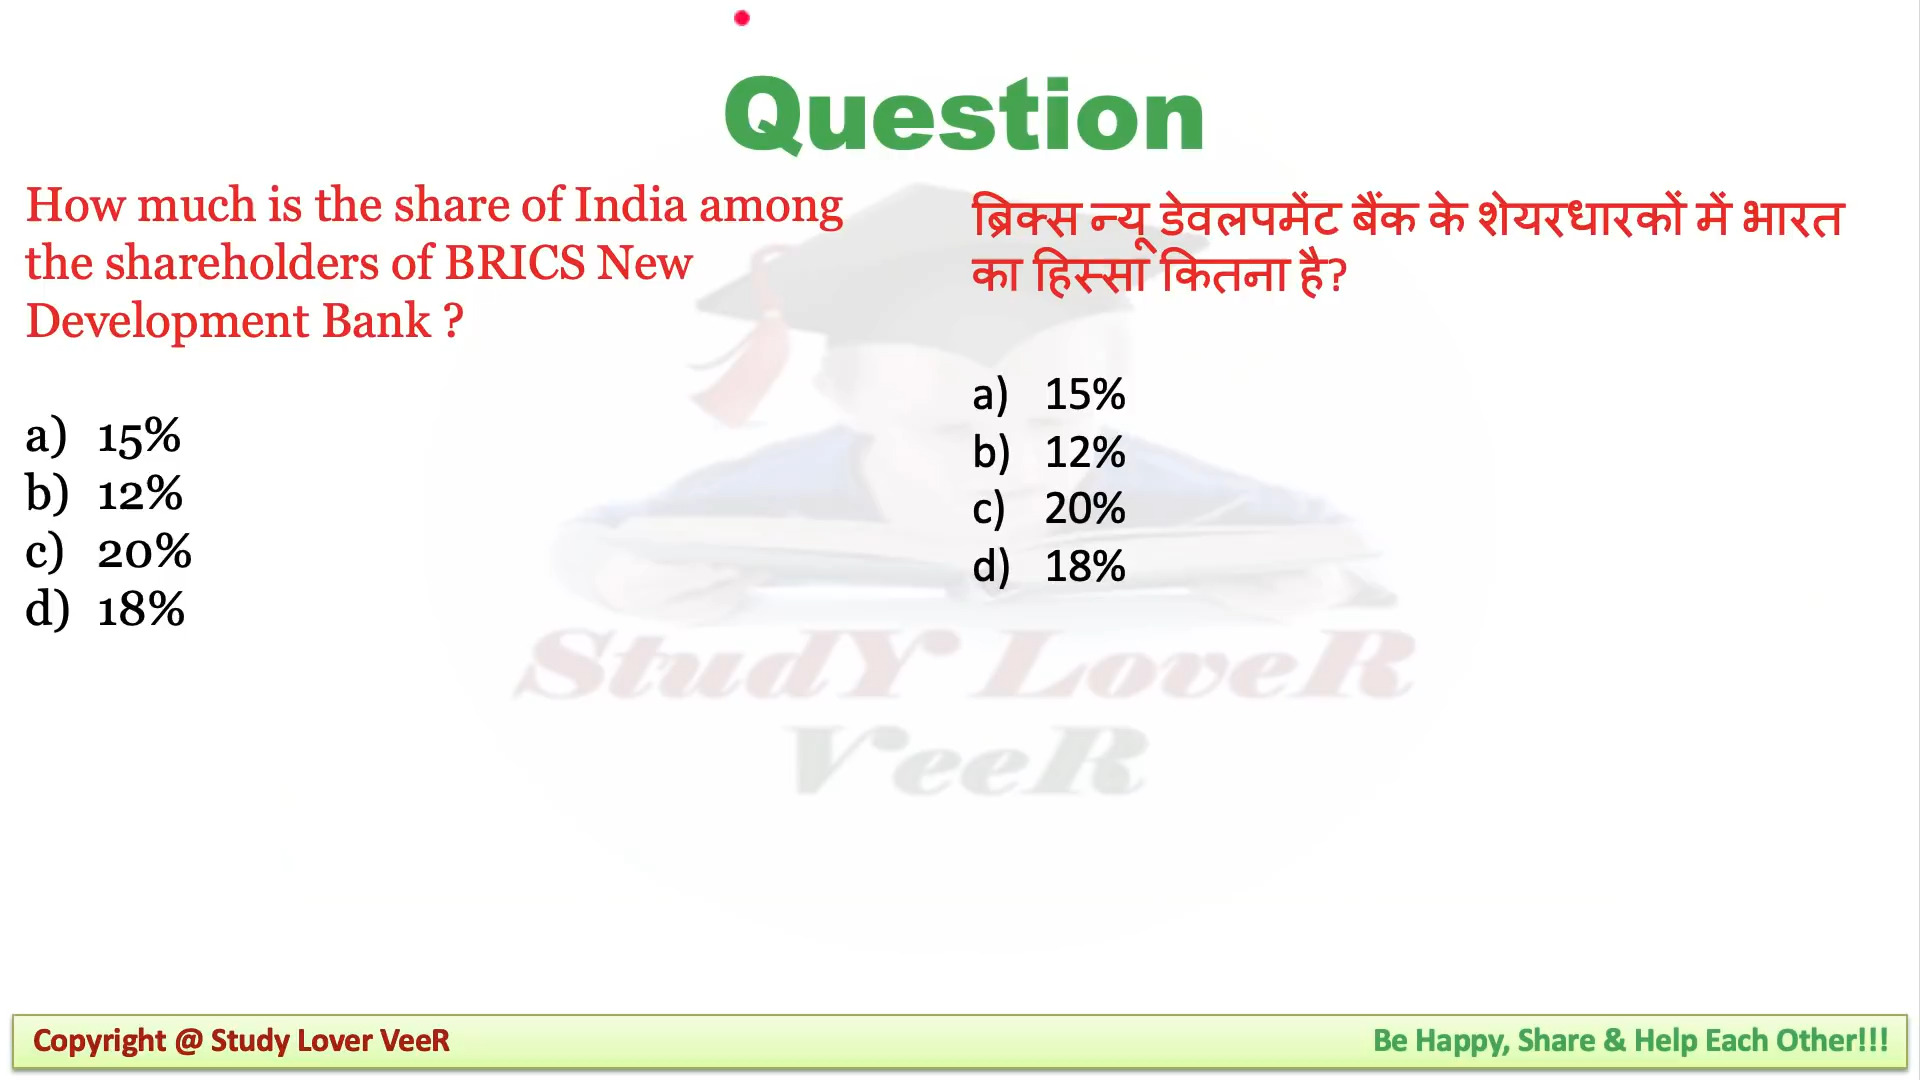 Question
How much is the share of India among
the shareholders of BRICS New
Development Bank ?
a) 15%
b) 12%
c) 20%
d) 18%
ब्रिक्स न्यू डेवलपमेंट बैंक के शेयरधारकों में भारत
का हिस्सा कितना है?
a) 15%
b) 12%
c) 20%
d) 18%
StudY LoveR
VeeR
Copyright @ Study Lover VeeR
Be Happy, Share & Help Each Other!!!